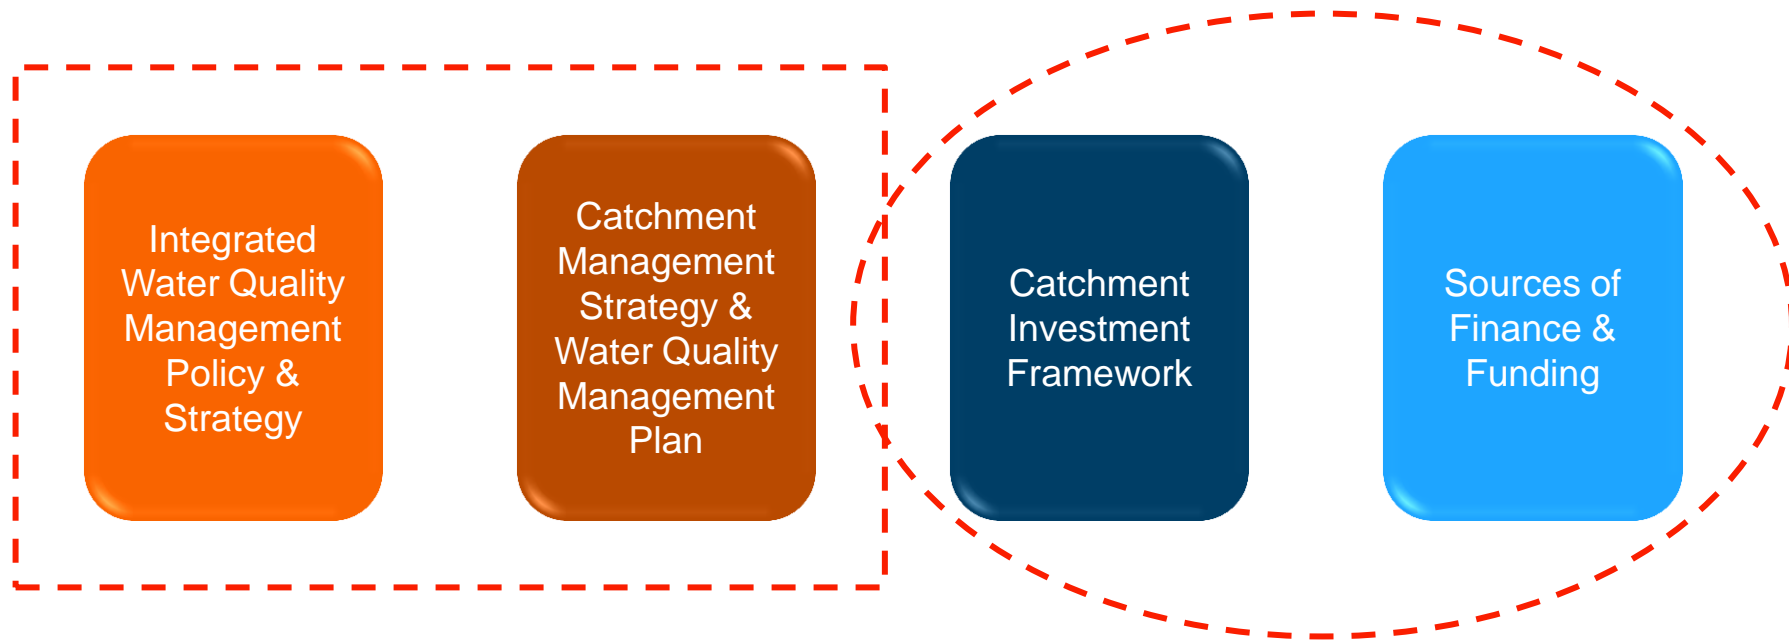 Integrated
Water Quality
Management
Policy &
Strategy
Catchment
Management
Strategy &
Water Quality
Management
Plan
Catchment
Investment
Framework
Sources of
Finance &
Funding